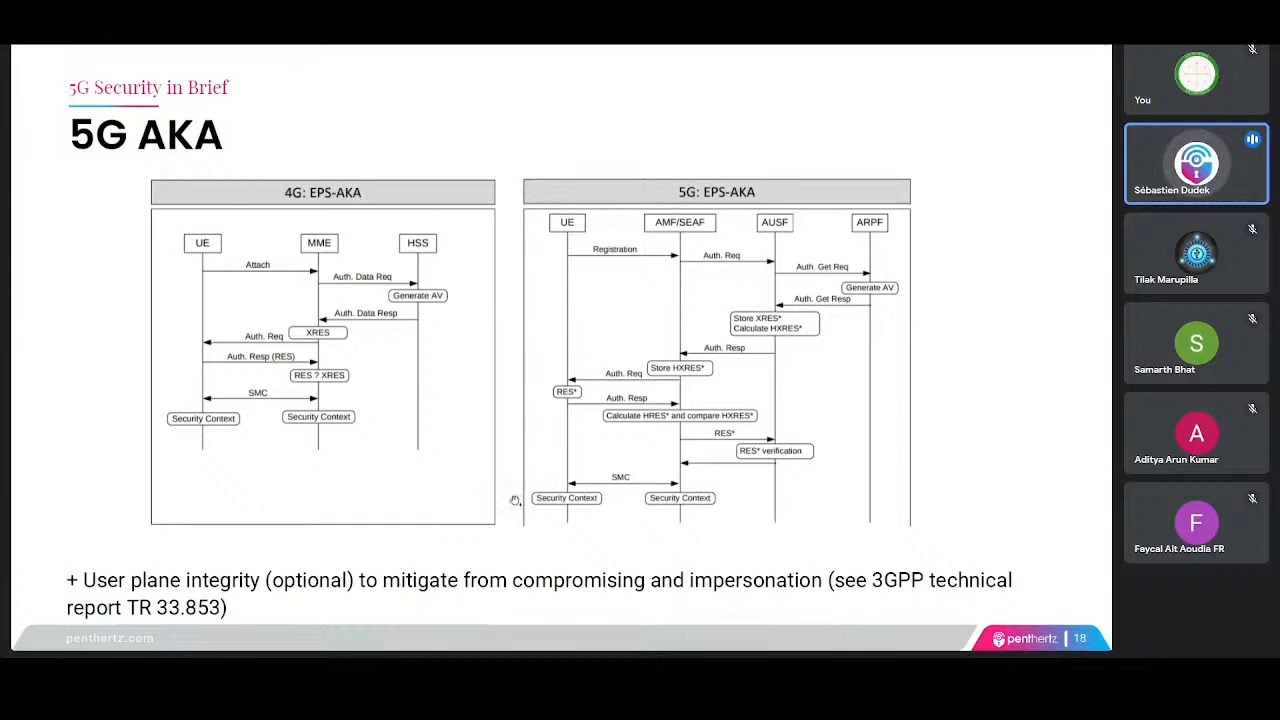 5G Security in Brief
5G AKA
4G: EPS-AKA
UE
MME
HSS
Attach
Auth. Data Req
Generate AV
Auth. Data Resp
XRES
Auth. Req
Auth. Resp (RES)
RES ? XRES
SMC
Security Context
Security Context
5G: EPS-AKA
UE
AMF/SEAF
AUSF
ARPF
Registration
Auth. Req
Auth. Get Req
Generate AV
Auth. Get Resp
Store XRES*
Calculate HXRES*
Auth. Resp
Store HXRES*
Auth. Req
RES*
Auth. Resp
Calculate HRES* and compare HXRES*
RES*
RES* verification
SMC
Security Context
Security Context
+ User plane integrity (optional) to mitigate from compromising and impersonation (see 3GPP technical
report TR 33.853)
penthertz.com
penthertz
18
You
Sébastien Dudek
Tilak Marupilla
S
Samarth Bhat
A
Aditya Arun Kumar
F
Faycal Ait Aoudia FR